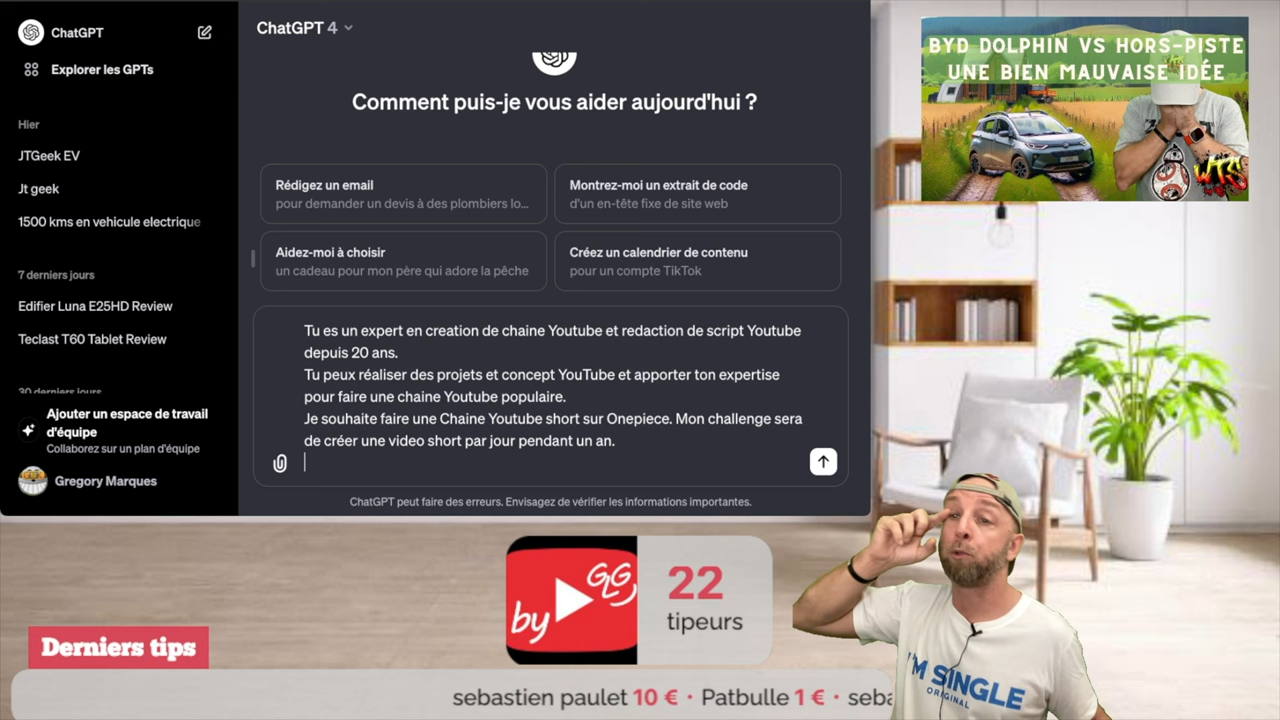 ChatGPT
Explorer les GPTs
Hier
JTGeek EV
Jt geek
1500 kms en vehicule electrique
7 derniers jours
Edifier Luna E25HD Review
Teclast T60 Tablet Review
30 derniers jours
Ajouter un espace de travail
d'équipe
Collaborez sur un plan d'équipe
Gregory Marques
ChatGPT 4
Comment puis-je vous aider aujourd'hui ?
Rédigez un email
pour demander un devis à des plombiers lo...
Montrez-moi un extrait de code
d'un en-tête fixe de site web
Aidez-moi à choisir
un cadeau pour mon père qui adore la pêche
Créez un calendrier de contenu
pour un compte TikTok
Tu es un expert en creation de chaine Youtube et redaction de script Youtube
depuis 20 ans.
Tu peux réaliser des projets et concept YouTube et apporter ton expertise
pour faire une chaine Youtube populaire.
Je souhaite faire une Chaine Youtube short sur Onepiece. Mon challenge sera
de créer une video short par jour pendant un an.
ChatGPT peut faire des erreurs. Envisagez de vérifier les informations importantes.
BYD DOLPHIN VS HORS-PISTE
UNE BIEN MAUVAISE IDÉE
by GLG
22
tipeurs
Derniers tips
sebastien paulet 10 € · Patbulle 1 € · seba
I'M SINGLE
ORIGINAL